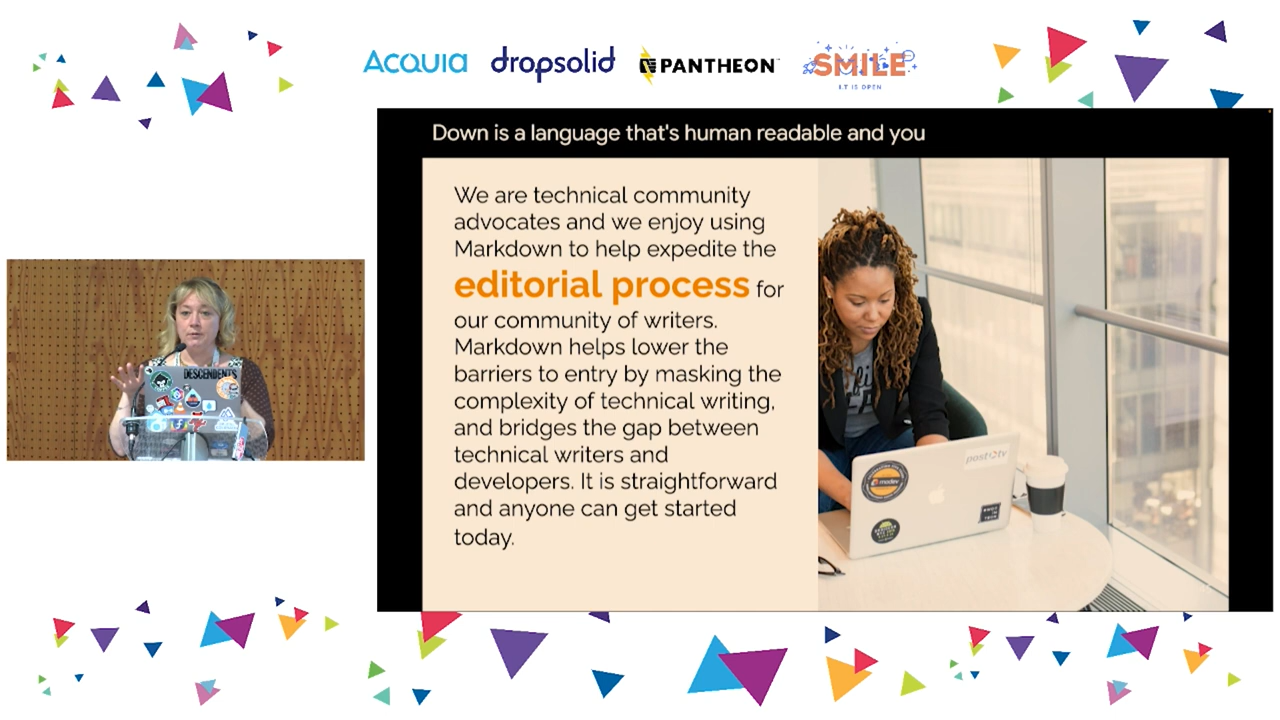 ACQUIA
dropsolid
PANTHEON
SMILE
I.T IS OPEN
Down is a language that's human readable and you
We are technical community
advocates and we enjoy using
Markdown to help expedite the
editorial process for
our community of writers.
Markdown helps lower the
barriers to entry by masking the
complexity of technical writing,
and bridges the gap between
technical writers and
developers. It is straightforward
and anyone can get started
today.
DESCENDENTS